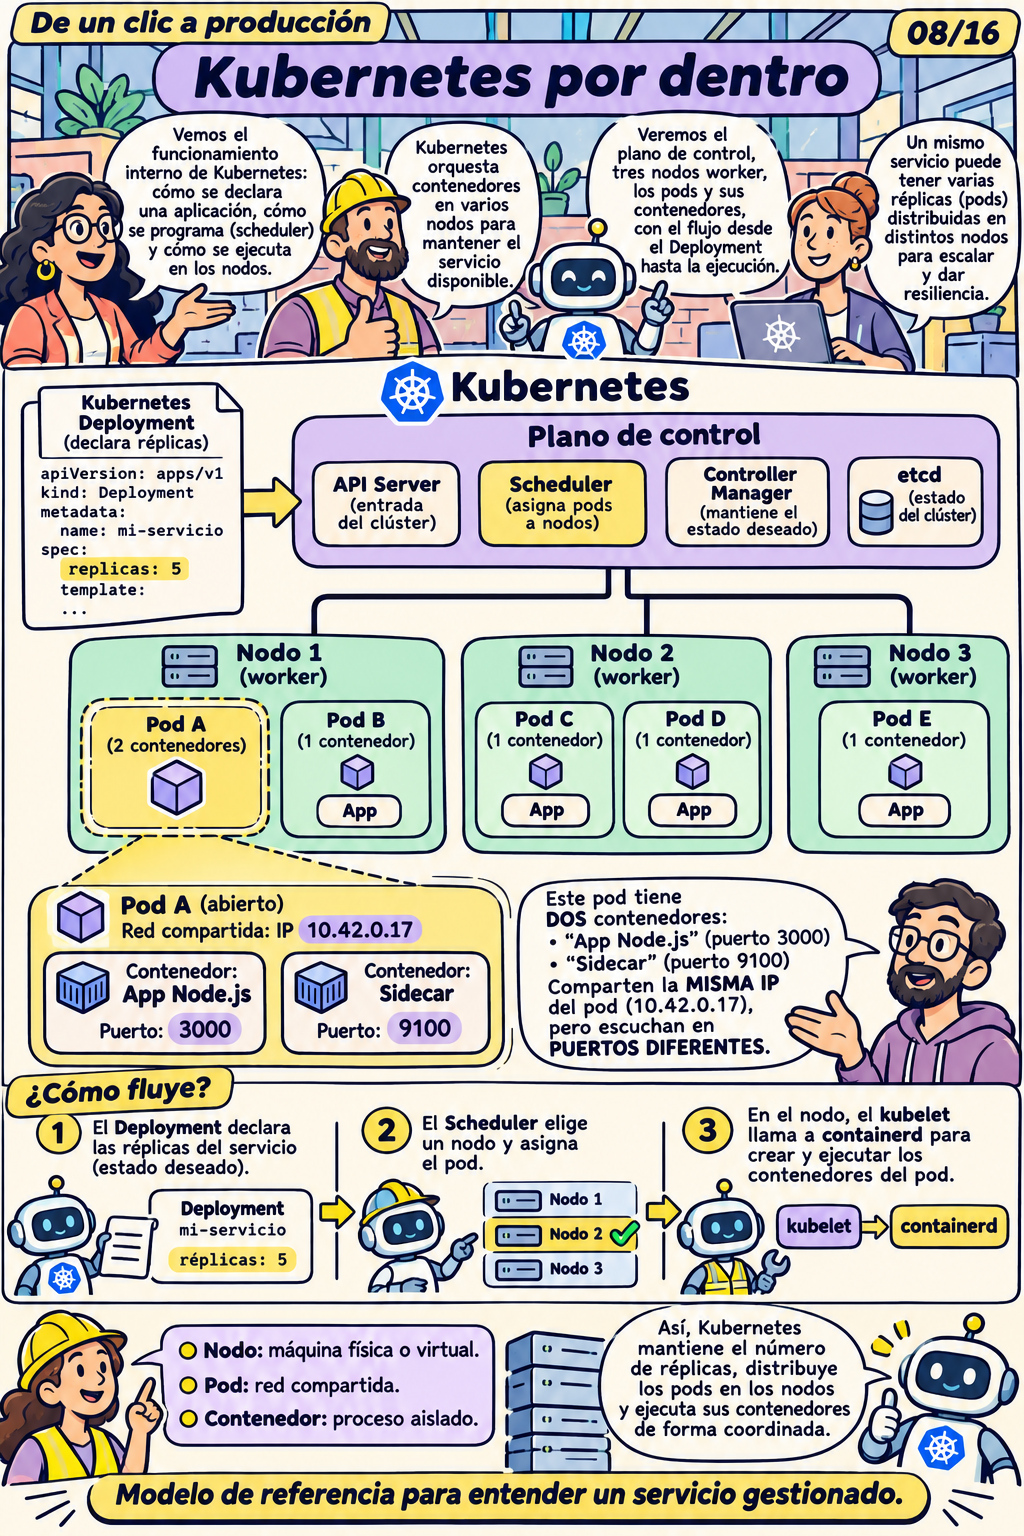 De un clic a producción
08/16
Kubernetes por dentro
Vemos el
funcionamiento
interno de Kubernetes:
cómo se declara
una aplicación, cómo
se programa (scheduler)
y cómo se ejecuta
en los nodos.
Kubernetes
orquesta
contenedores
en varios
nodos para
mantener el
servicio
disponible.
Veremos el
plano de control,
tres nodos worker,
los pods y sus
contenedores,
con el flujo desde
el Deployment
hasta la ejecución.
Un mismo
servicio puede
tener varias
réplicas (pods)
distribuidas en
distintos nodos
para escalar
y dar
resiliencia.
Kubernetes
Kubernetes
Deployment
(declara réplicas)
apiVersion: apps/v1
kind: Deployment
metadata:
name: mi-servicio
spec:
replicas: 5
template:
...
Plano de control
API Server
(entrada
del clúster)
Scheduler
(asigna pods
a nodos)
Controller
Manager
(mantiene el
estado deseado)
etcd
(estado
del clúster)
Nodo 1
(worker)
Pod A
(2 contenedores)
Pod B
(1 contenedor)
App
Nodo 2
(worker)
Pod C
(1 contenedor)
App
Pod D
(1 contenedor)
App
Nodo 3
(worker)
Pod E
(1 contenedor)
App
Pod A (abierto)
Red compartida: IP 10.42.0.17
Contenedor:
App Node.js
Puerto: 3000
Contenedor:
Sidecar
Puerto: 9100
Este pod tiene
DOS contenedores:
• “App Node.js” (puerto 3000)
• “Sidecar” (puerto 9100)
Comparten la MISMA IP
del pod (10.42.0.17),
pero escuchan en
PUERTOS DIFERENTES.
¿Cómo fluye?
1
El Deployment declara
las réplicas del servicio
(estado deseado).
Deployment
mi-servicio
réplicas: 5
2
El Scheduler elige
un nodo y asigna
el pod.
Nodo 1
Nodo 2
Nodo 3
3
En el nodo, el kubelet
llama a containerd para
crear y ejecutar los
contenedores del pod.
kubelet
containerd
Nodo: máquina física o virtual.
Pod: red compartida.
Contenedor: proceso aislado.
Así, Kubernetes
mantiene el número
de réplicas, distribuye
los pods en los nodos
y ejecuta sus contenedores
de forma coordinada.
Modelo de referencia para entender un servicio gestionado.